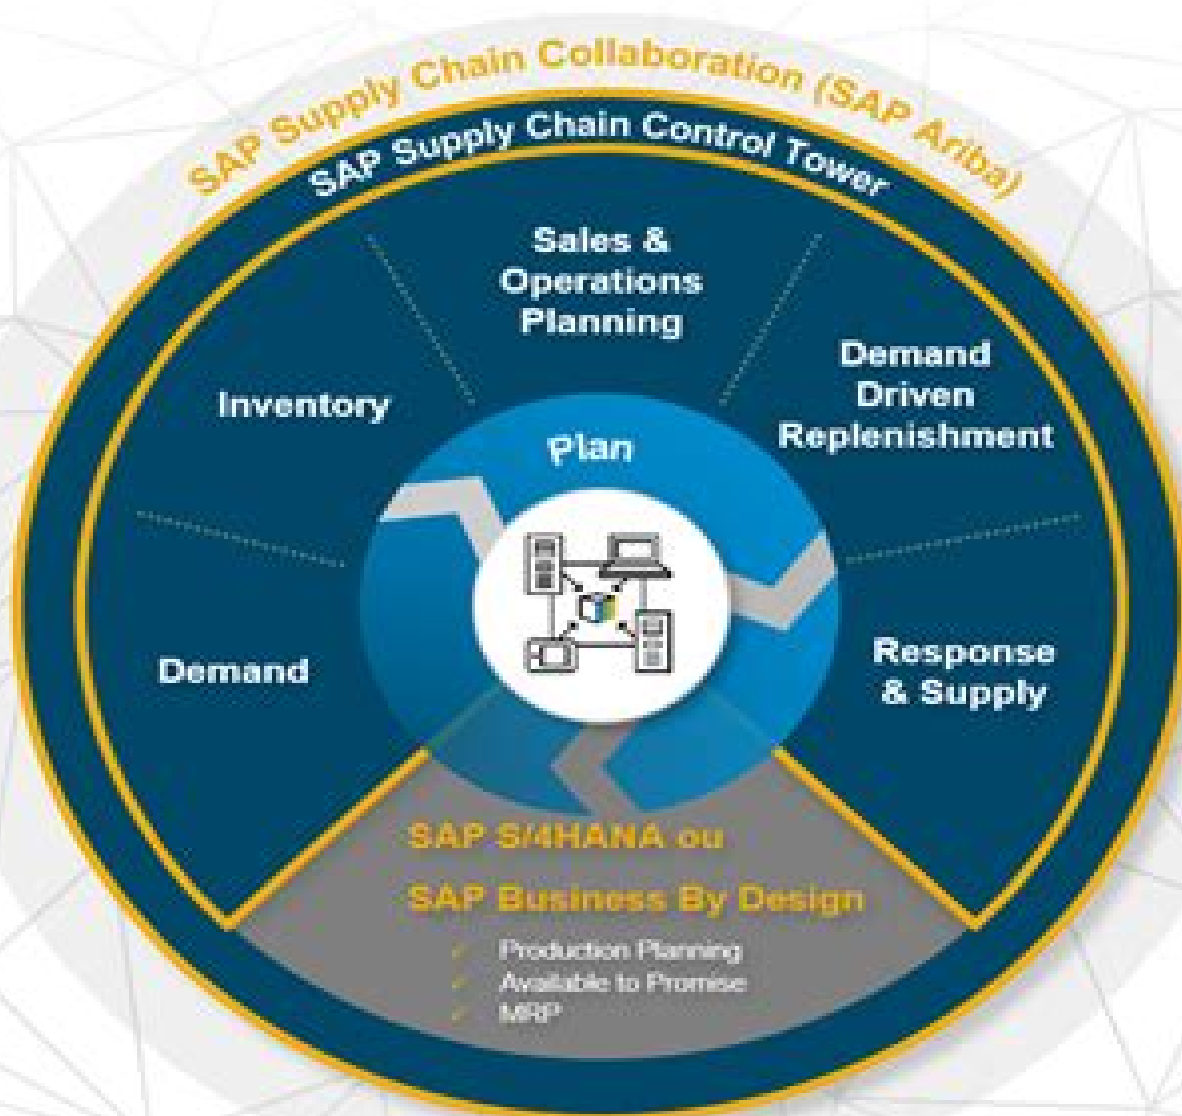 SAP Supply Chain Collaboration (SAP Ariba)
SAP Supply Chain Control Tower
Sales &
Operations
Planning
Demand
Driven
Replenishment
Inventory
Plan
Demand
Response
& Supply
SAP S/4HANA ou
SAP Business By Design
✓ Production Planning
✓ Available to Promise
✓ MRP